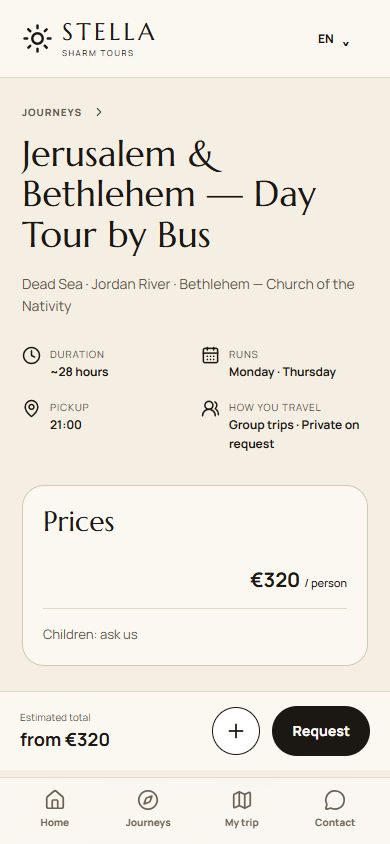 STELLA
SHARM TOURS
EN
JOURNEYS
Jerusalem &
Bethlehem — Day
Tour by Bus
Dead Sea · Jordan River · Bethlehem — Church of the
Nativity
DURATION
~28 hours
RUNS
Monday · Thursday
PICKUP
21:00
HOW YOU TRAVEL
Group trips · Private on
request
Prices
€320 / person
Children: ask us
Estimated total
from €320
Request
Home
Journeys
My trip
Contact